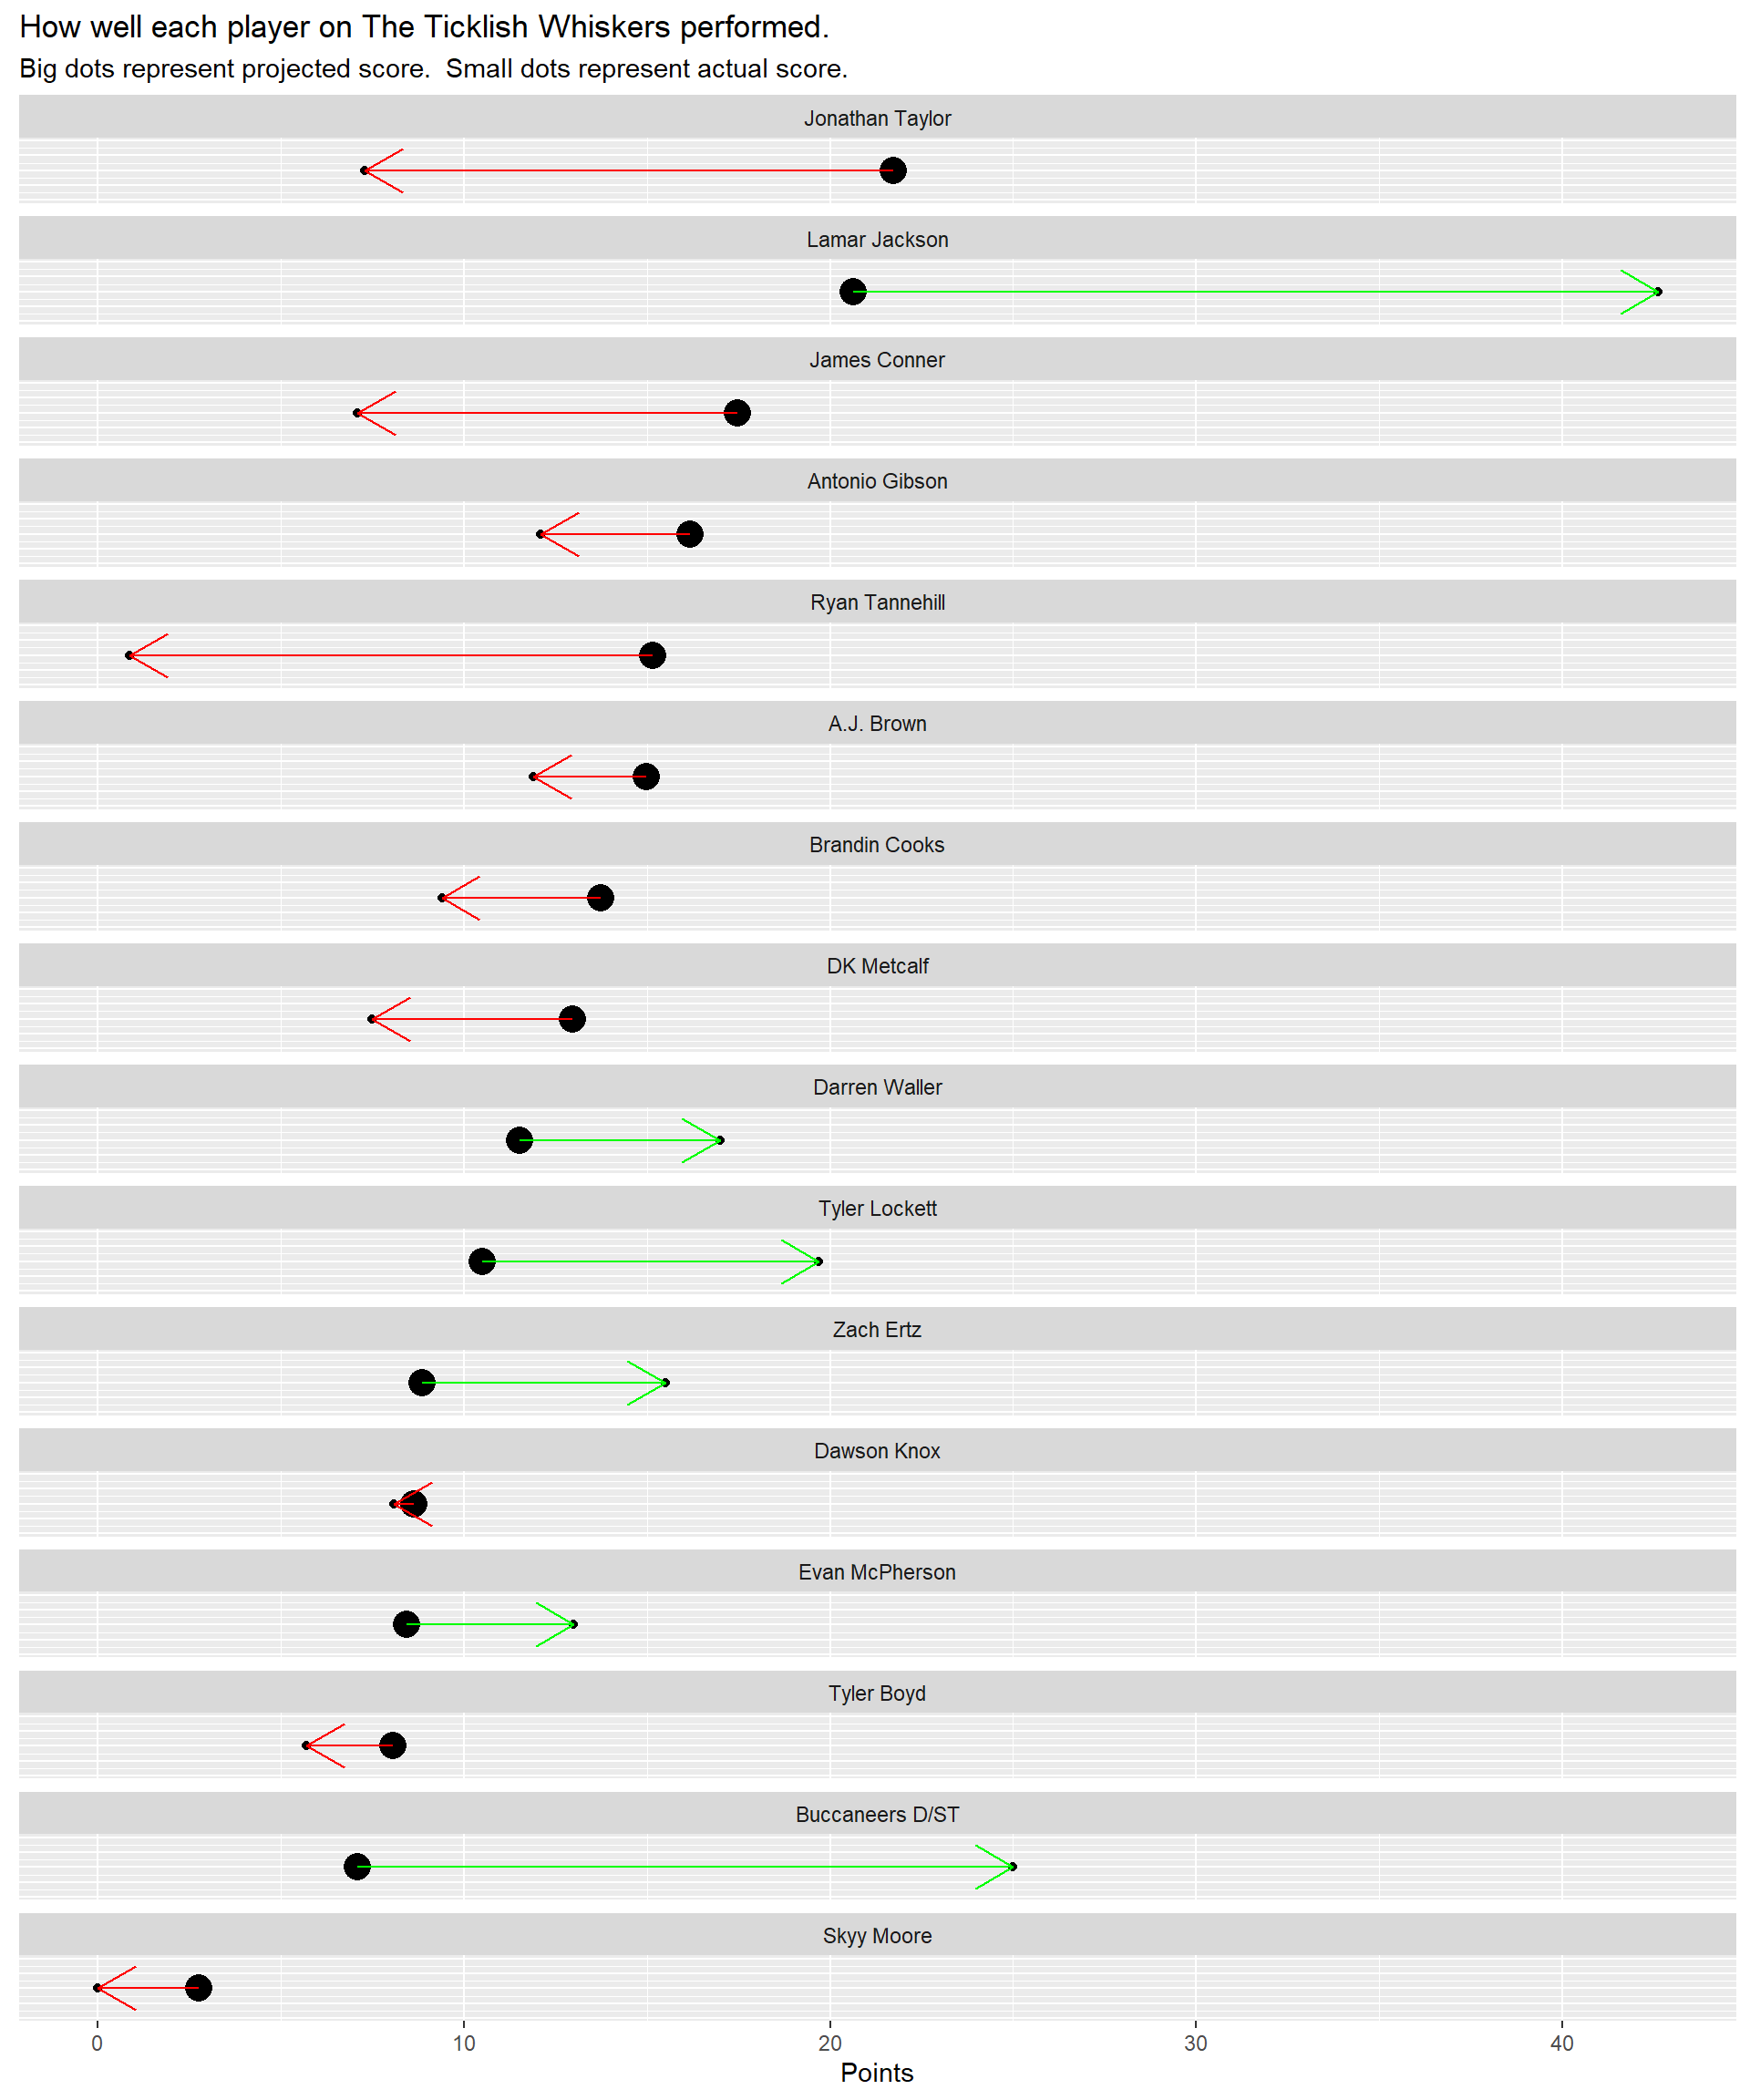 How well each player on The Ticklish Whiskers performed.
Big dots represent projected score.  Small dots represent actual score.
Jonathan Taylor
Lamar Jackson
James Conner
Antonio Gibson
Ryan Tannehill
A.J. Brown
Brandin Cooks
DK Metcalf
Darren Waller
Tyler Lockett
Zach Ertz
Dawson Knox
Evan McPherson
Tyler Boyd
Buccaneers D/ST
Skyy Moore
0 10 20 30 40
Points